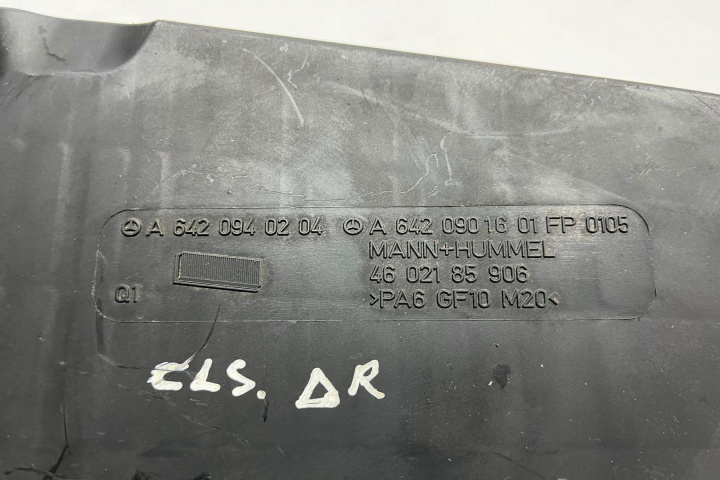 A 642 094 02 04 A 642 090 16 01 FP 0105
MANN+HUMMEL
46 021 85 906
Q1 >PA6 GF10 M20<
CLS. ΔR